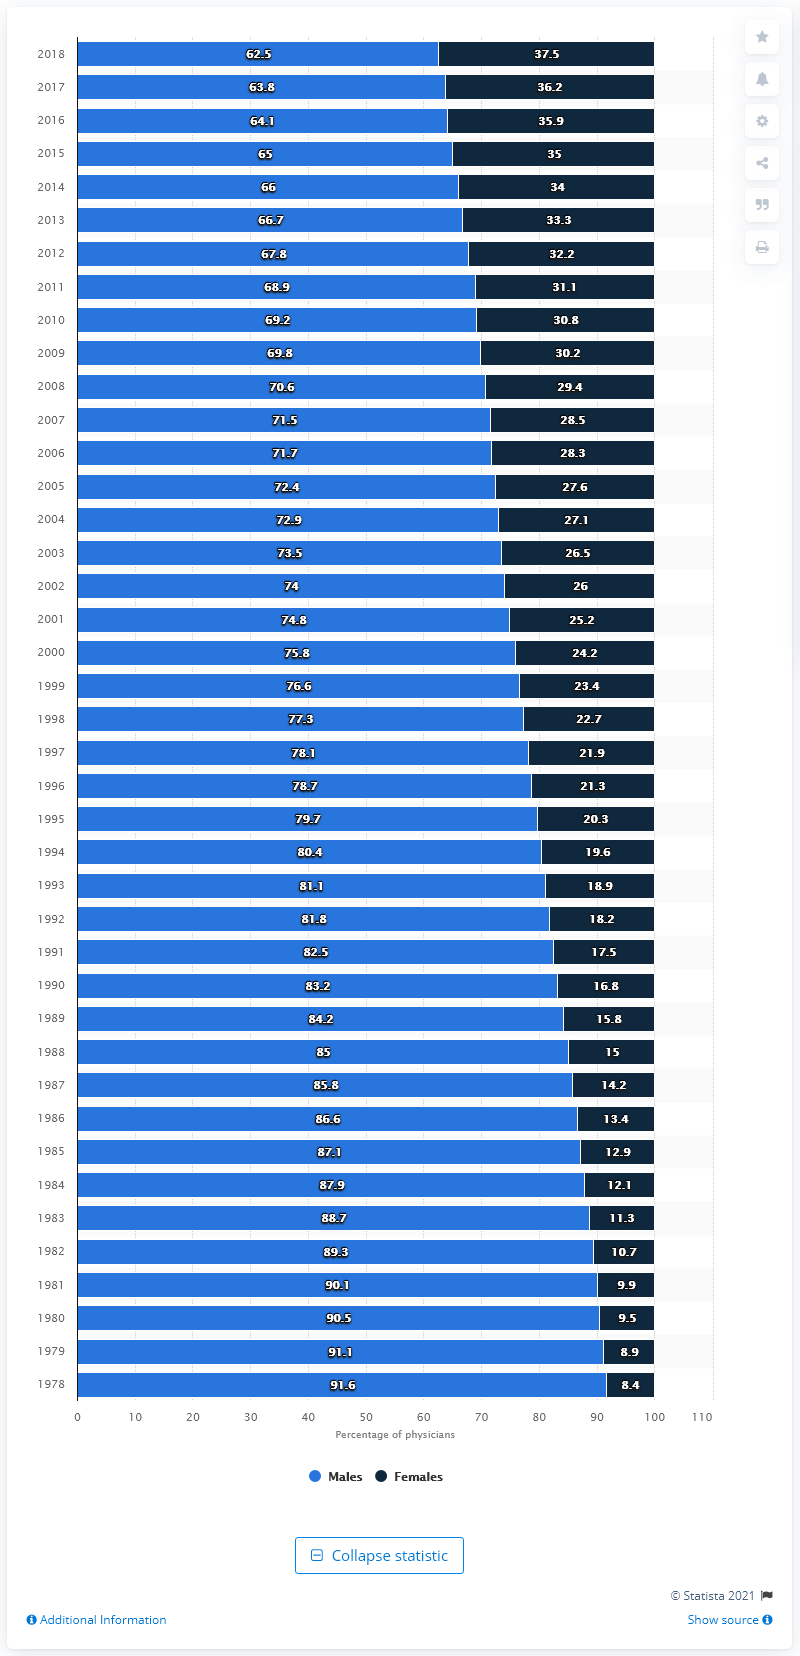 2018 62.5 37.5
2017 63.8 36.2
2016 64.1 35.9
2015 65 35
2014 66 34
2013 66.7 33.3
2012 67.8 32.2
2011 68.9 31.1
2010 69.2 30.8
2009 69.8 30.2
2008 70.6 29.4
2007 71.5 28.5
2006 71.7 28.3
2005 72.4 27.6
2004 72.9 27.1
2003 73.5 26.5
2002 74 26
2001 74.8 25.2
2000 75.8 24.2
1999 76.6 23.4
1998 77.3 22.7
1997 78.1 21.9
1996 78.7 21.3
1995 79.7 20.3
1994 80.4 19.6
1993 81.1 18.9
1992 81.8 18.2
1991 82.5 17.5
1990 83.2 16.8
1989 84.2 15.8
1988 85 15
1987 85.8 14.2
1986 86.6 13.4
1985 87.1 12.9
1984 87.9 12.1
1983 88.7 11.3
1982 89.3 10.7
1981 90.1 9.9
1980 90.5 9.5
1979 91.1 8.9
1978 91.6 8.4
0 10 20 30 40 50 60 70 80 90 100 110
Percentage of physicians
Males Females
Collapse statistic
© Statista 2021
Additional Information Show source